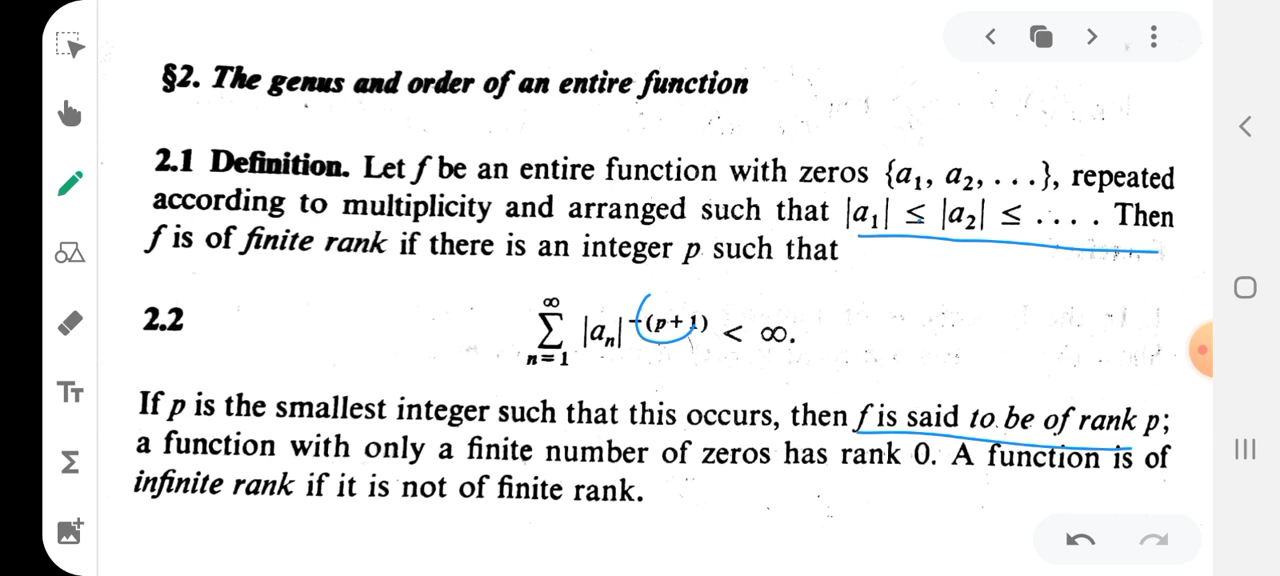 §2. The genus and order of an entire function
2.1 Definition. Let f be an entire function with zeros {a₁, a₂, . . .}, repeated
according to multiplicity and arranged such that |a₁| ≤ |a₂| ≤ . . . . Then
f is of finite rank if there is an integer p such that
2.2 ∑_{n=1}^{∞} |aₙ|^{-(p+1)} < ∞.
If p is the smallest integer such that this occurs, then f is said to be of rank p;
a function with only a finite number of zeros has rank 0. A function is of
infinite rank if it is not of finite rank.
TT
Σ